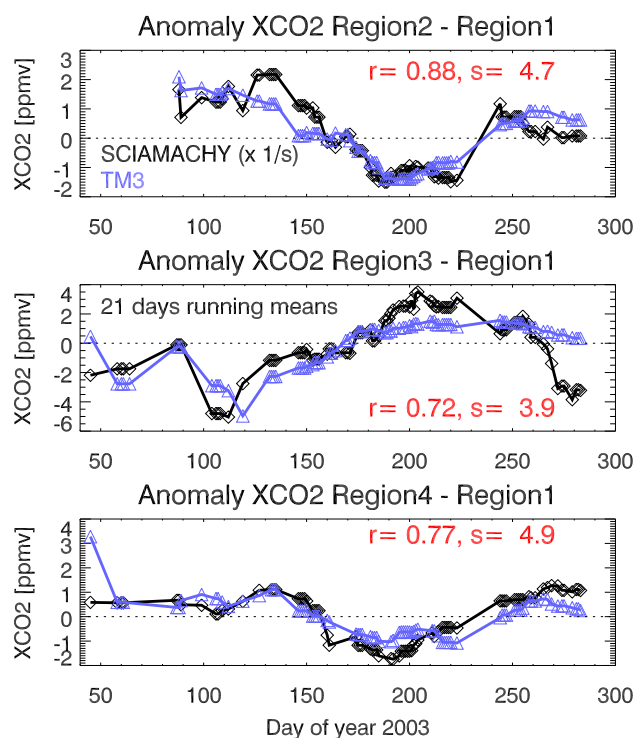 Anomaly XCO2 Region2 - Region1
XCO2 [ppmv]
3
2
1
0
-1
-2
r= 0.88, s= 4.7
SCIAMACHY (x 1/s)
TM3
50 100 150 200 250 300
Anomaly XCO2 Region3 - Region1
XCO2 [ppmv]
4
2
0
-2
-4
-6
21 days running means
r= 0.72, s= 3.9
50 100 150 200 250 300
Anomaly XCO2 Region4 - Region1
XCO2 [ppmv]
4
3
2
1
0
-1
-2
r= 0.77, s= 4.9
50 100 150 200 250 300
Day of year 2003